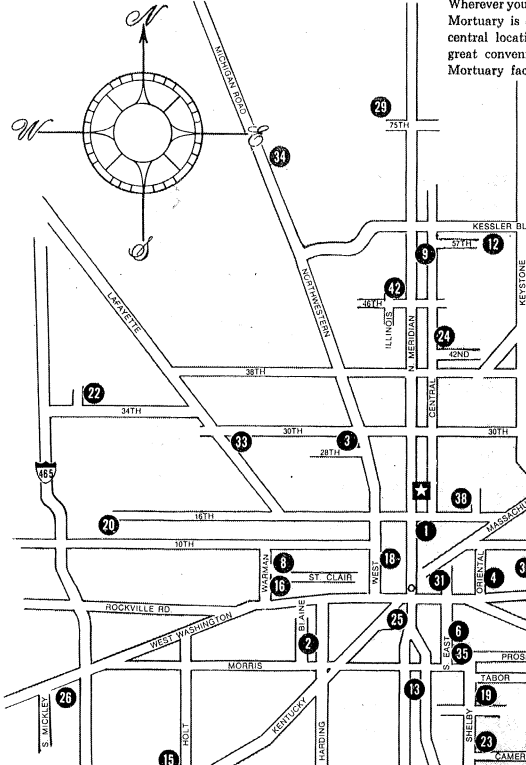 Wherever you
Mortuary is
central locati
great conven
Mortuary fac
N
W
E
S
MICHIGAN ROAD
29
75TH
34
KESSLER BL
57TH
12
9
KEYSTONE
42
46TH
ILLINOIS
N MERIDIAN
NORTHWESTERN
LAFAYETTE
24
42ND
38TH
CENTRAL
22
34TH
33
30TH
3
30TH
28TH
465
38
16TH
20
1
MASSACHU
10TH
WARMAN
8
16
ST. CLAIR
WEST
18
31
ORIENTAL
4
3
ROCKVILLE RD.
WEST WASHINGTON
BLAINE
2
25
6
35
S. EAST
PROS
MORRIS
TABOR
26
S. MICKLEY
HOLT
KENTUCKY
HARDING
13
19
SHELBY
23
15
CAMER